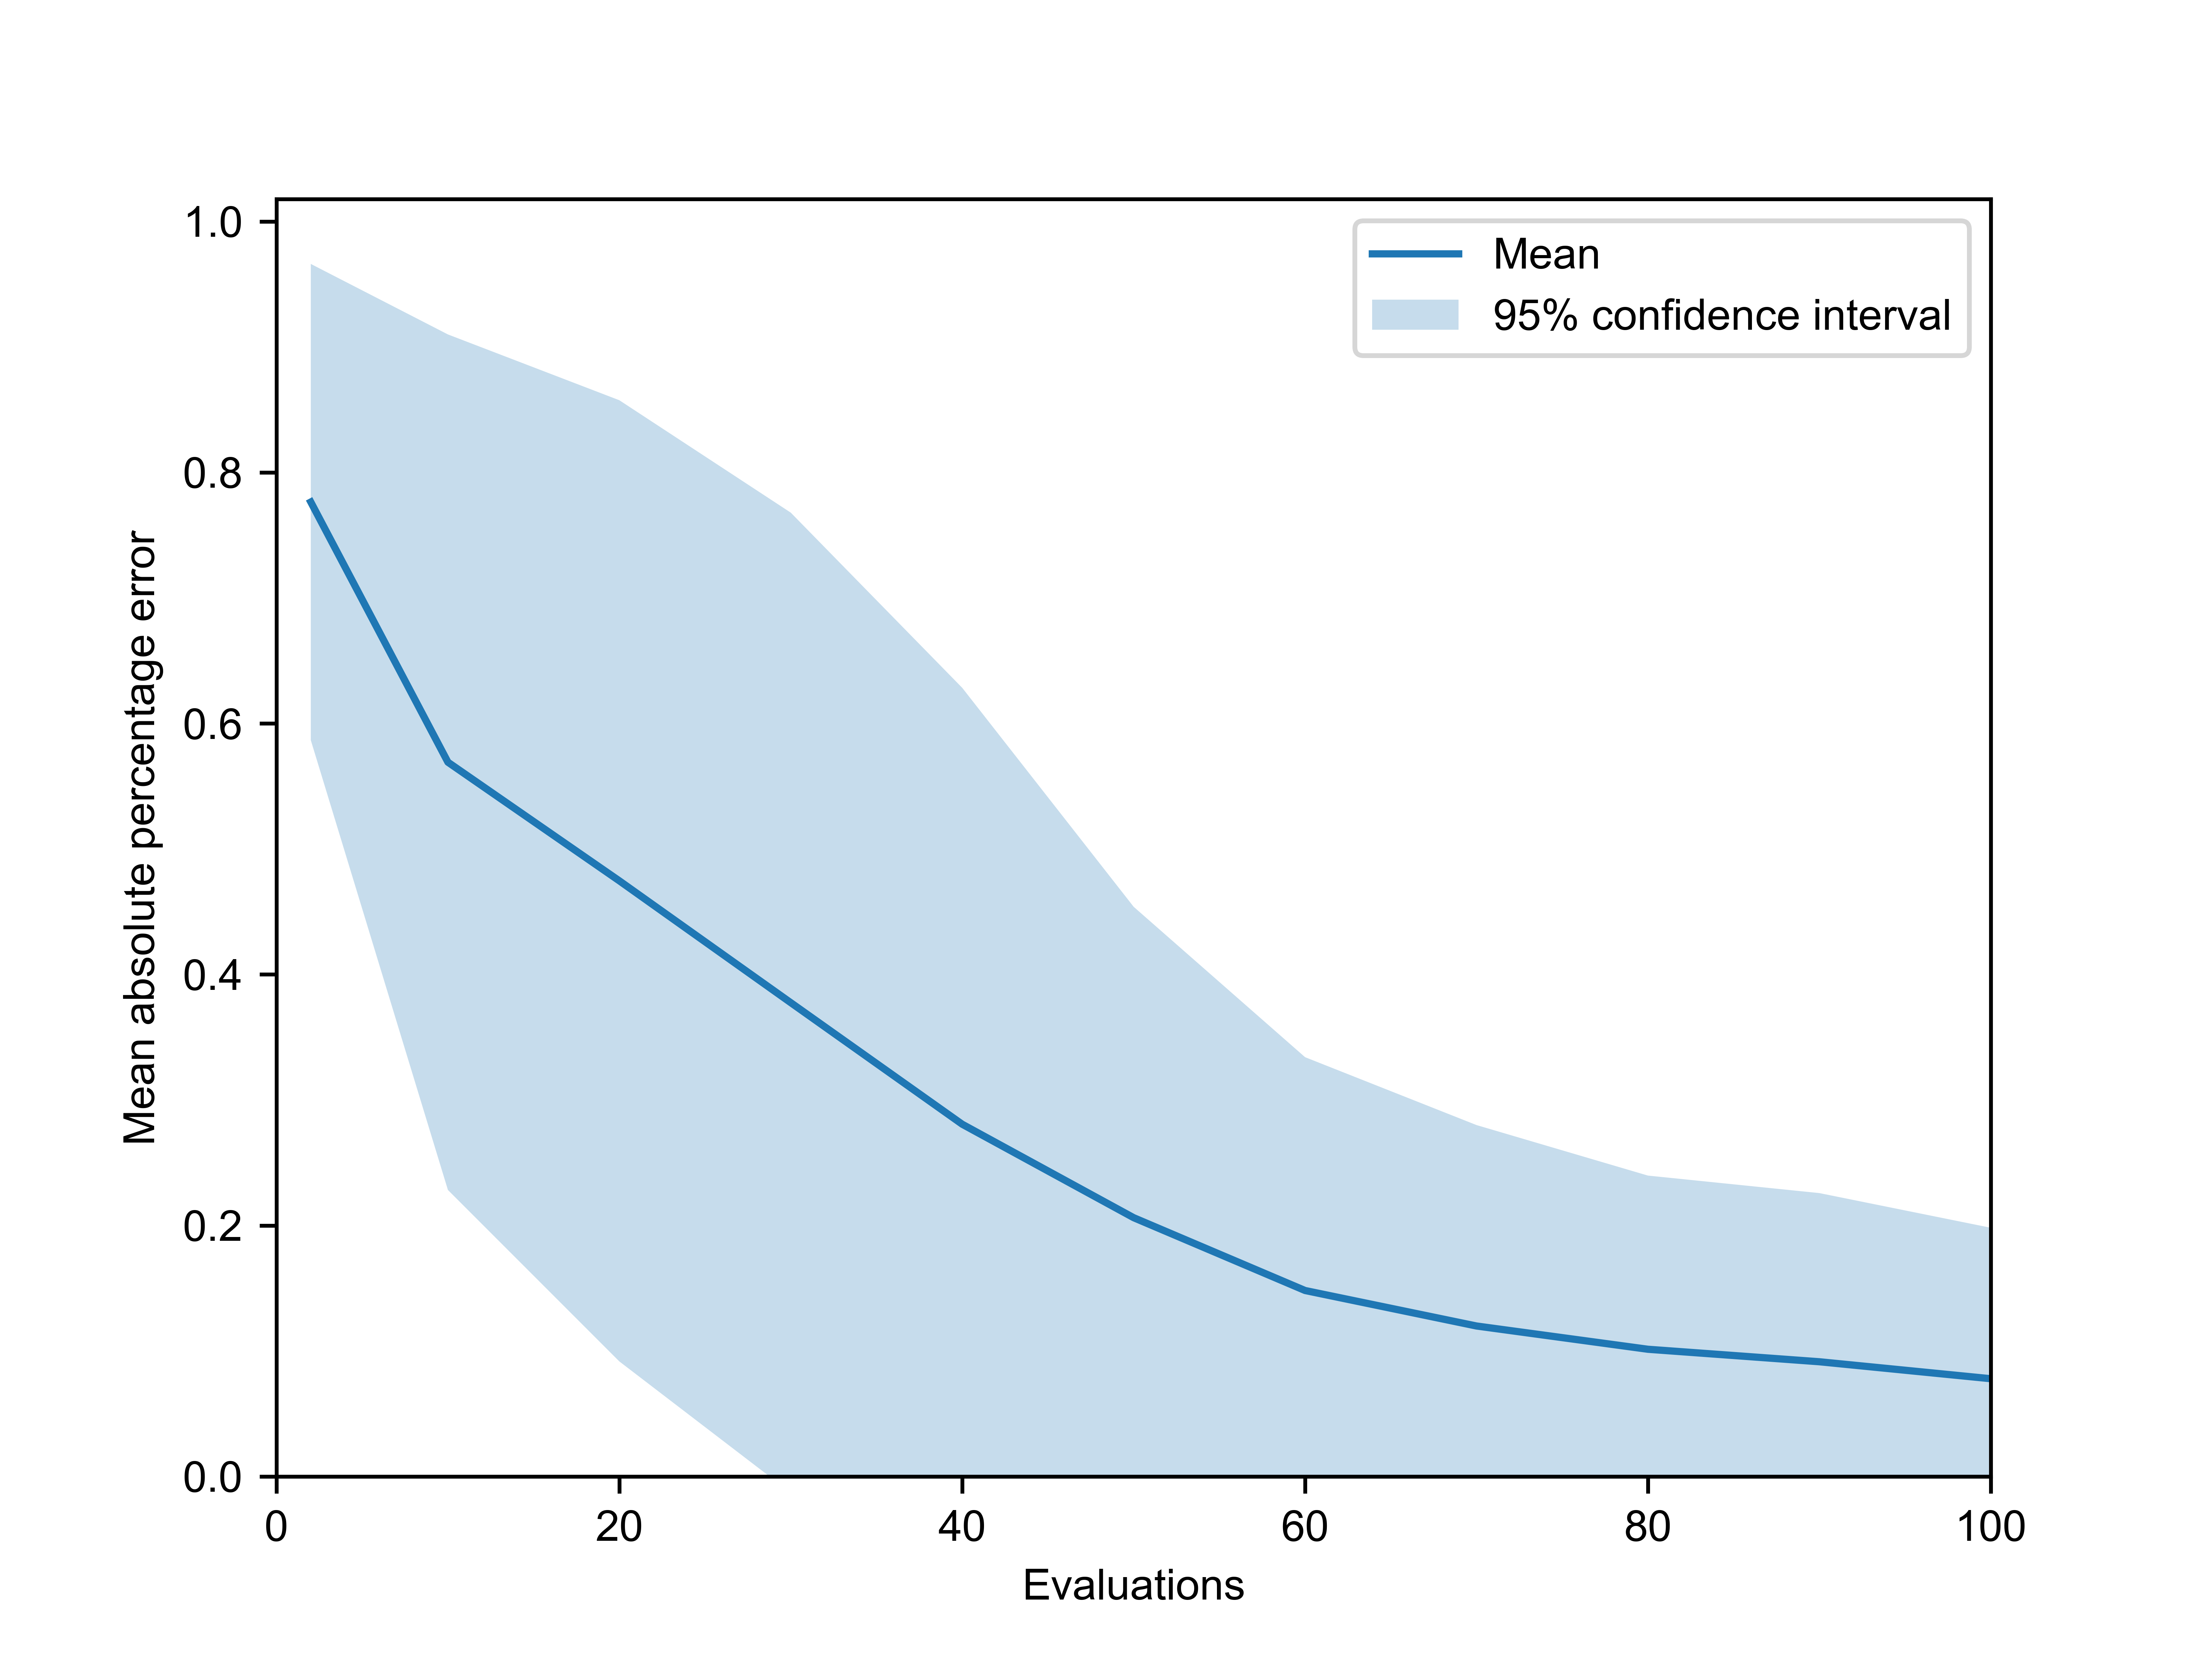 Mean
95% confidence interval
1.0
0.8
0.6
0.4
0.2
0.0
Mean absolute percentage error
0 20 40 60 80 100
Evaluations